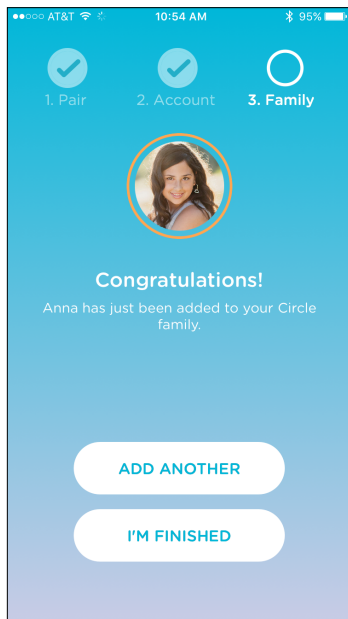 AT&T 10:54 AM 95%
1. Pair 2. Account 3. Family
Congratulations!
Anna has just been added to your Circle
family.
ADD ANOTHER
I'M FINISHED